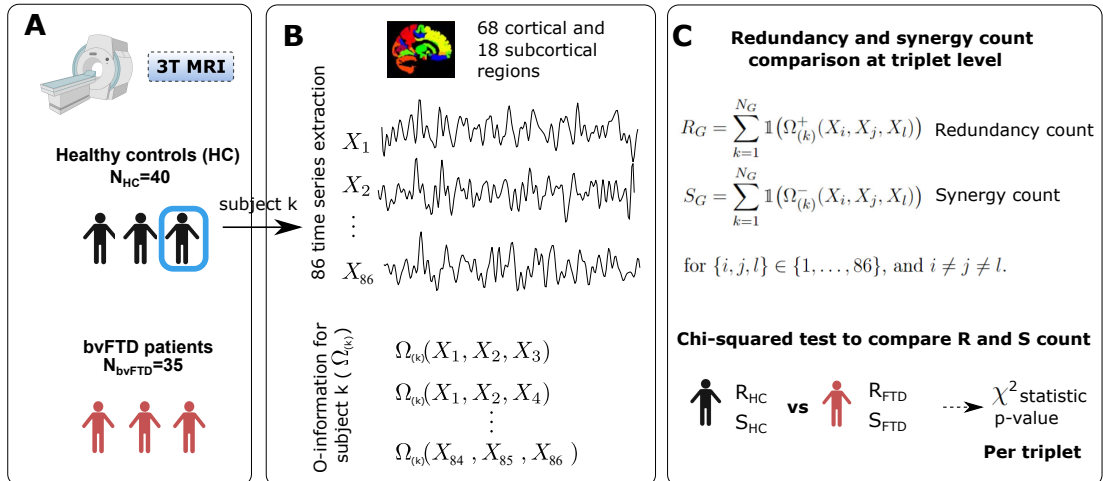 A
3T MRI
Healthy controls (HC)
N_HC=40
subject k
bvFTD patients
N_bvFTD=35
B
68 cortical and
18 subcortical
regions
86 time series extraction
X_1
X_2
⋮
X_86
O-information for
subject k ( Ω_(k))
Ω_(k)(X_1, X_2, X_3)
Ω_(k)(X_1, X_2, X_4)
⋮
Ω_(k)(X_84 , X_85 , X_86 )
C
Redundancy and synergy count
comparison at triplet level
R_G = ∑_{k=1}^{N_G} 𝟙(Ω^+_(k)(X_i, X_j, X_l)) Redundancy count
S_G = ∑_{k=1}^{N_G} 𝟙(Ω^-_(k)(X_i, X_j, X_l)) Synergy count
for {i, j, l} ∈ {1, . . . , 86}, and i ≠ j ≠ l.
Chi-squared test to compare R and S count
R_HC
S_HC
vs
R_FTD
S_FTD
χ^2 statistic
p-value
Per triplet